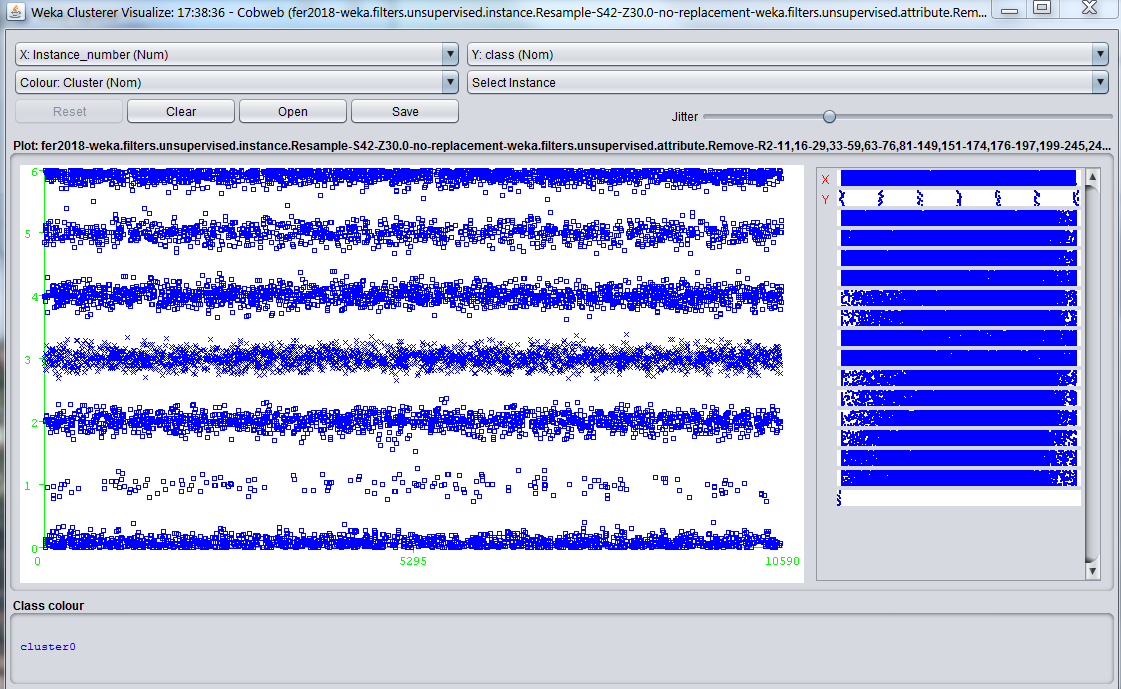 Weka Clusterer Visualize: 17:38:36 - Cobweb (fer2018-weka.filters.unsupervised.instance.Resample-S42-Z30.0-no-replacement-weka.filters.unsupervised.attribute.Rem...
X: Instance_number (Num) Y: class (Nom)
Colour: Cluster (Nom) Select Instance
Reset Clear Open Save Jitter
Plot: fer2018-weka.filters.unsupervised.instance.Resample-S42-Z30.0-no-replacement-weka.filters.unsupervised.attribute.Remove-R2-11,16-29,33-59,63-76,81-149,151-174,176-197,199-245,24...
6
5
4
3
2
1
0
0 5295 10590
X
Y
Class colour
cluster0